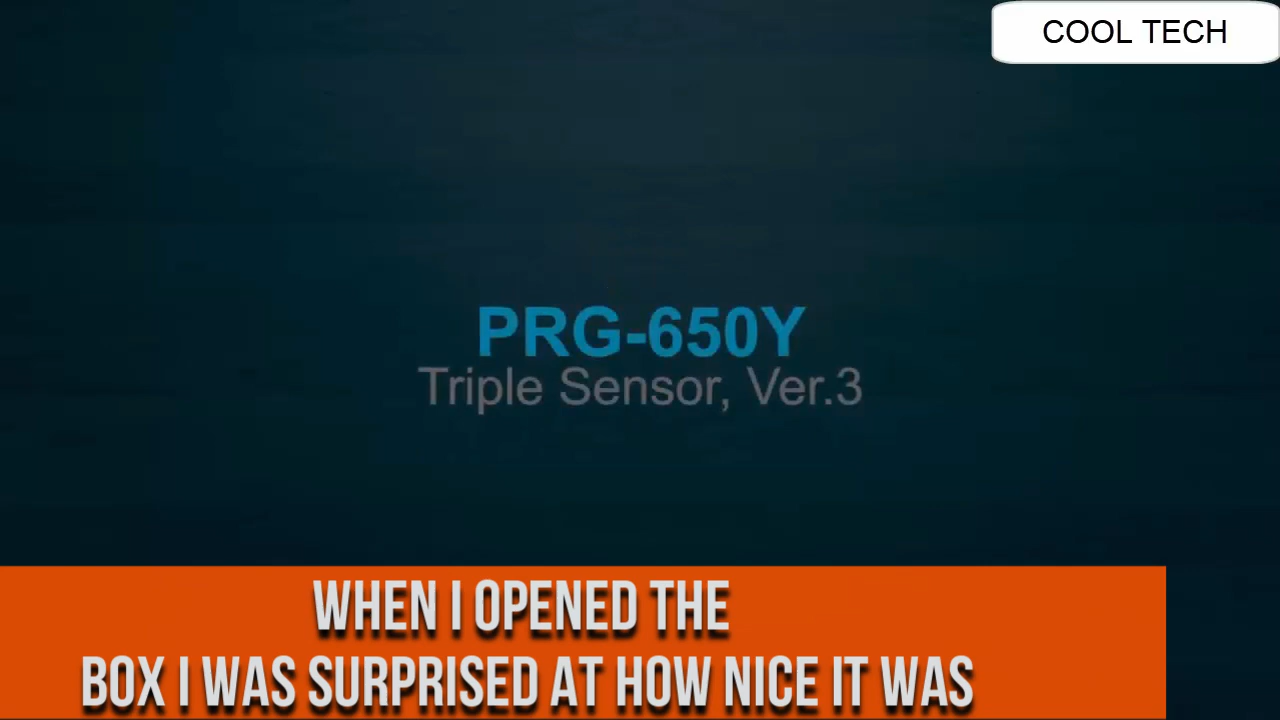 COOL TECH
PRG-650Y
Triple Sensor, Ver.3
WHEN I OPENED THE
BOX I WAS SURPRISED AT HOW NICE IT WAS